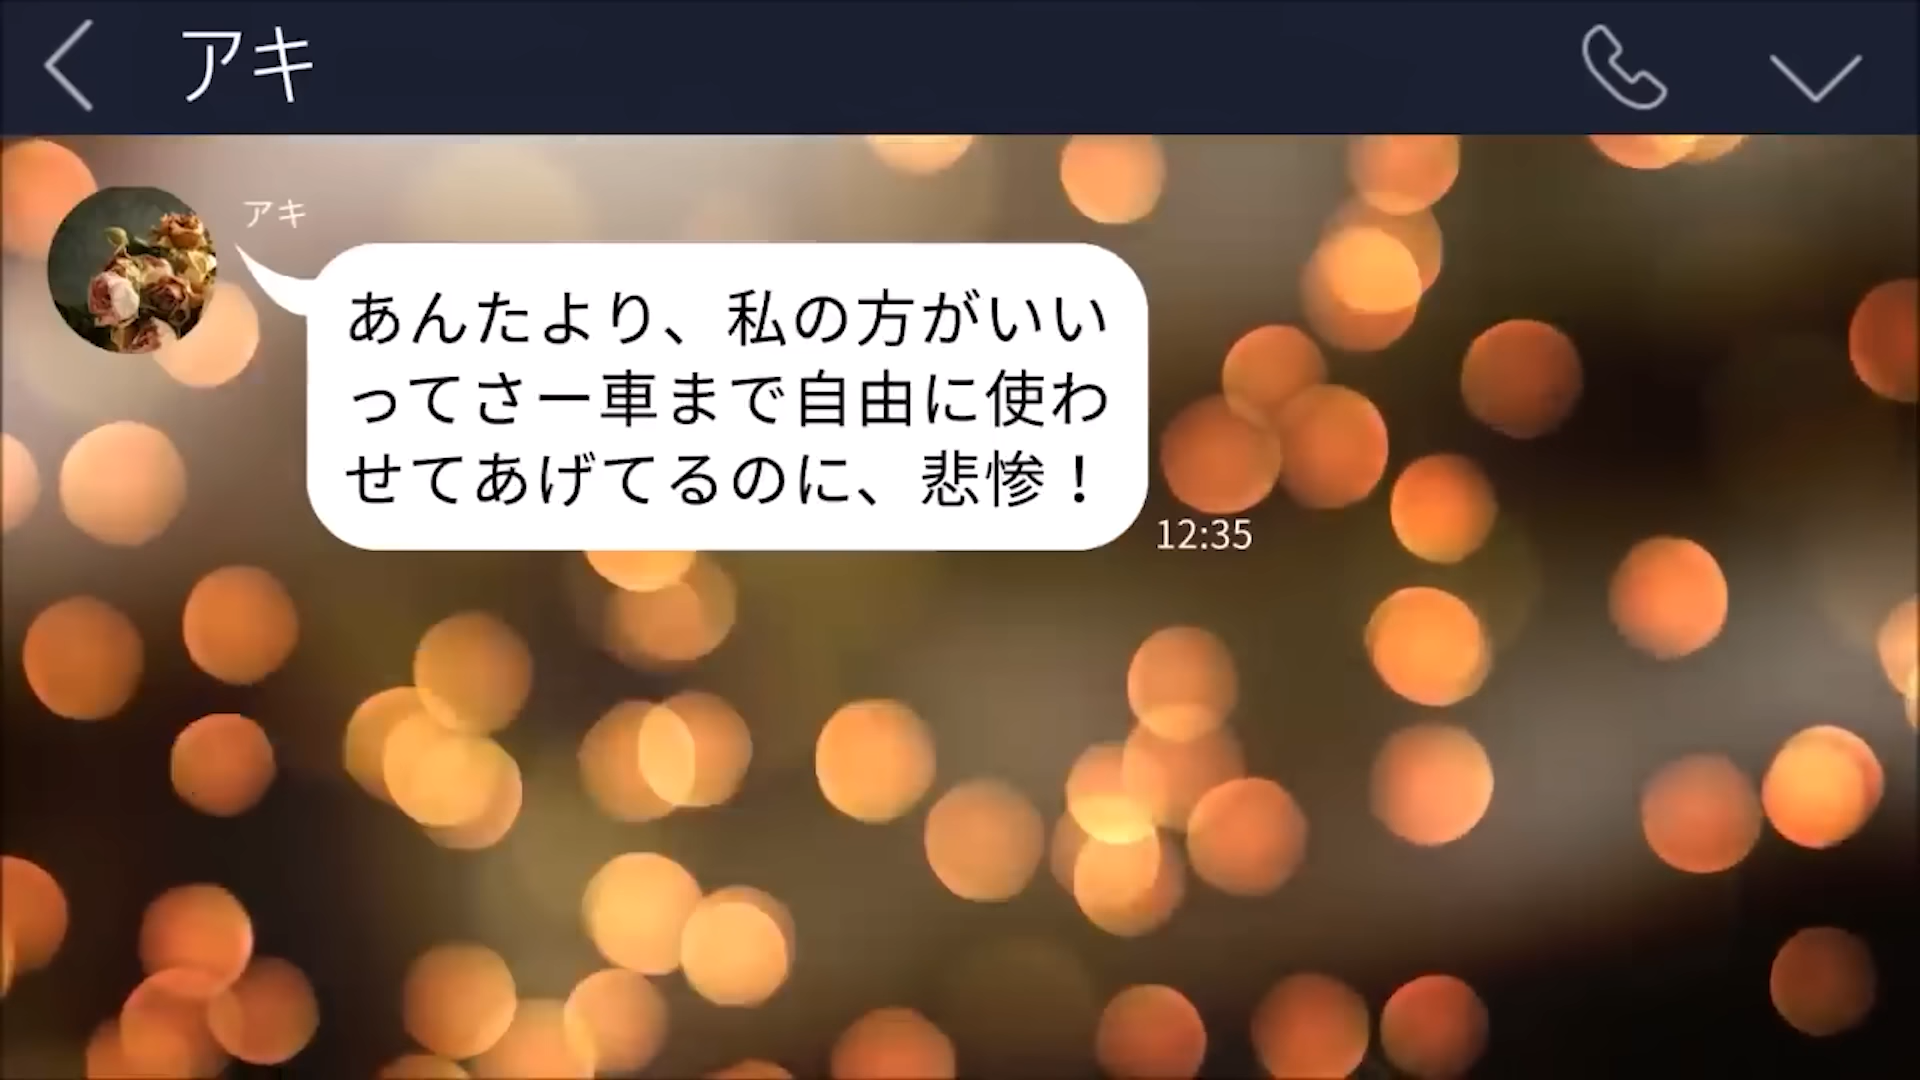 アキ
アキ
あんたより、私の方がいい
ってさー車まで自由に使わ
せてあげてるのに、悲惨！
12:35